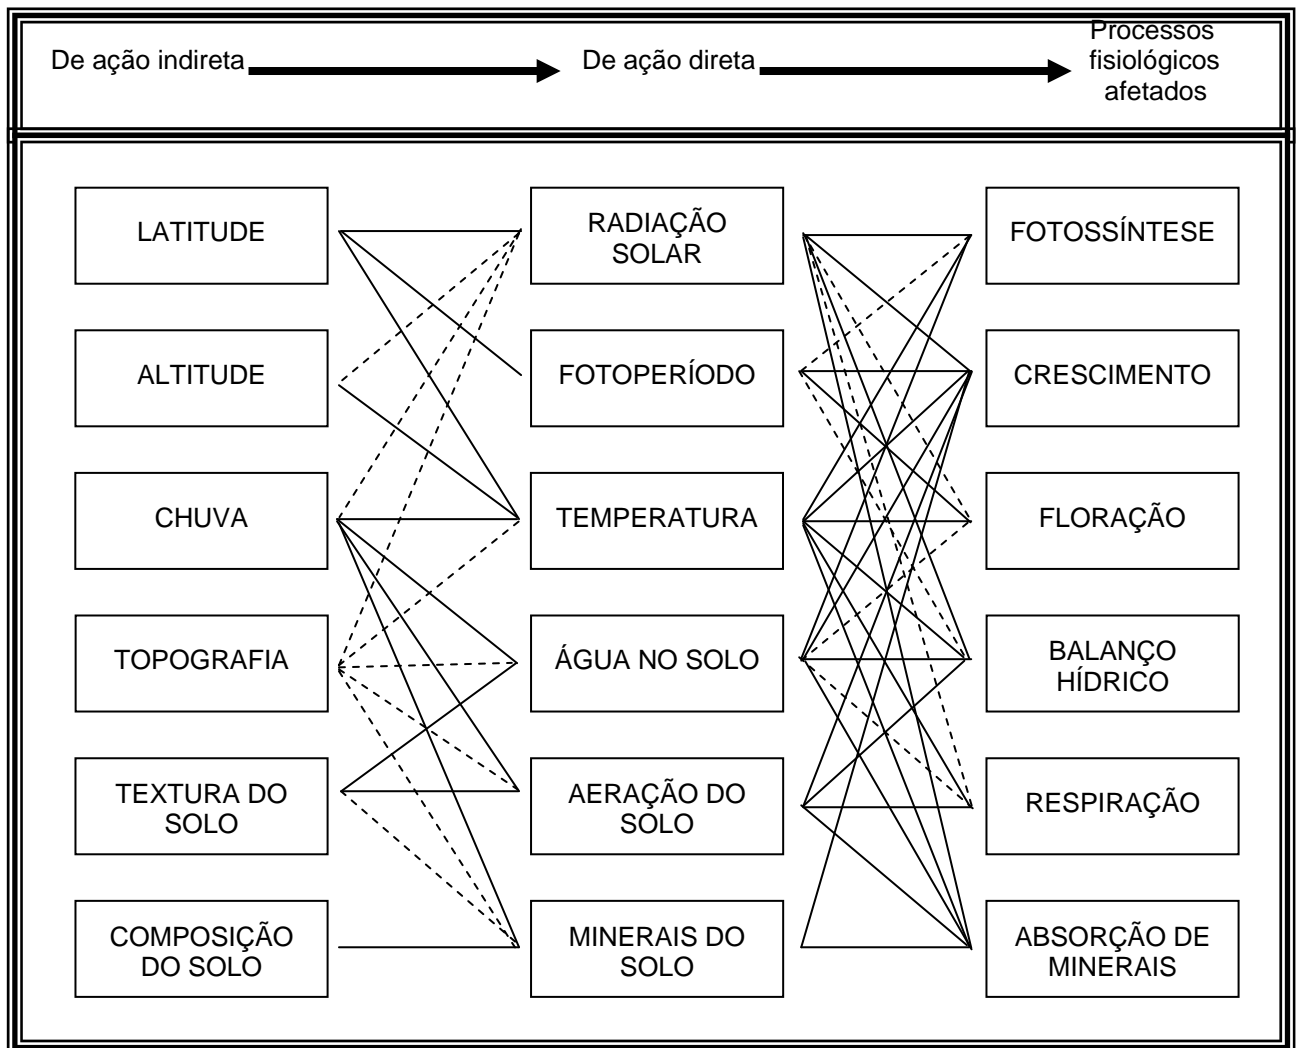 De ação indireta
De ação direta
Processos
fisiológicos
afetados
LATITUDE
RADIAÇÃO
SOLAR
FOTOSSÍNTESE
ALTITUDE
FOTOPERÍODO
CRESCIMENTO
CHUVA
TEMPERATURA
FLORAÇÃO
TOPOGRAFIA
ÁGUA NO SOLO
BALANÇO
HÍDRICO
TEXTURA DO
SOLO
AERAÇÃO DO
SOLO
RESPIRAÇÃO
COMPOSIÇÃO
DO SOLO
MINERAIS DO
SOLO
ABSORÇÃO DE
MINERAIS